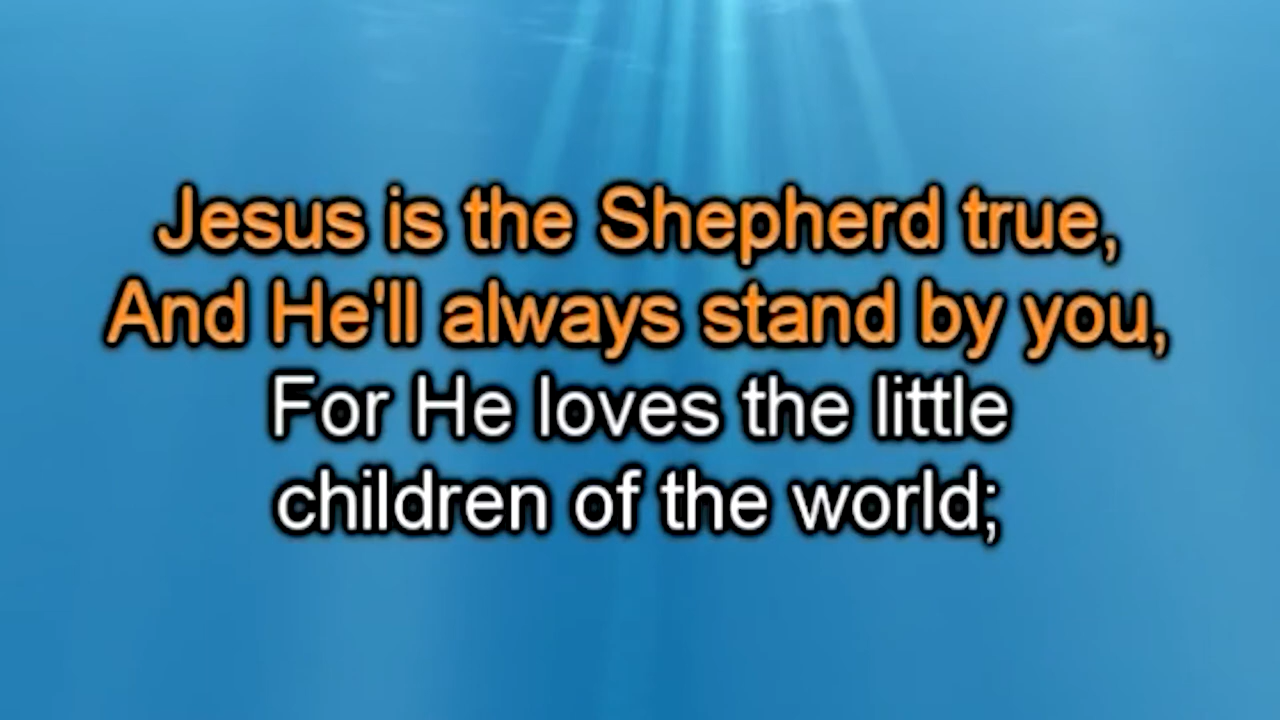 Jesus is the Shepherd true,
And He'll always stand by you,
For He loves the little
children of the world;